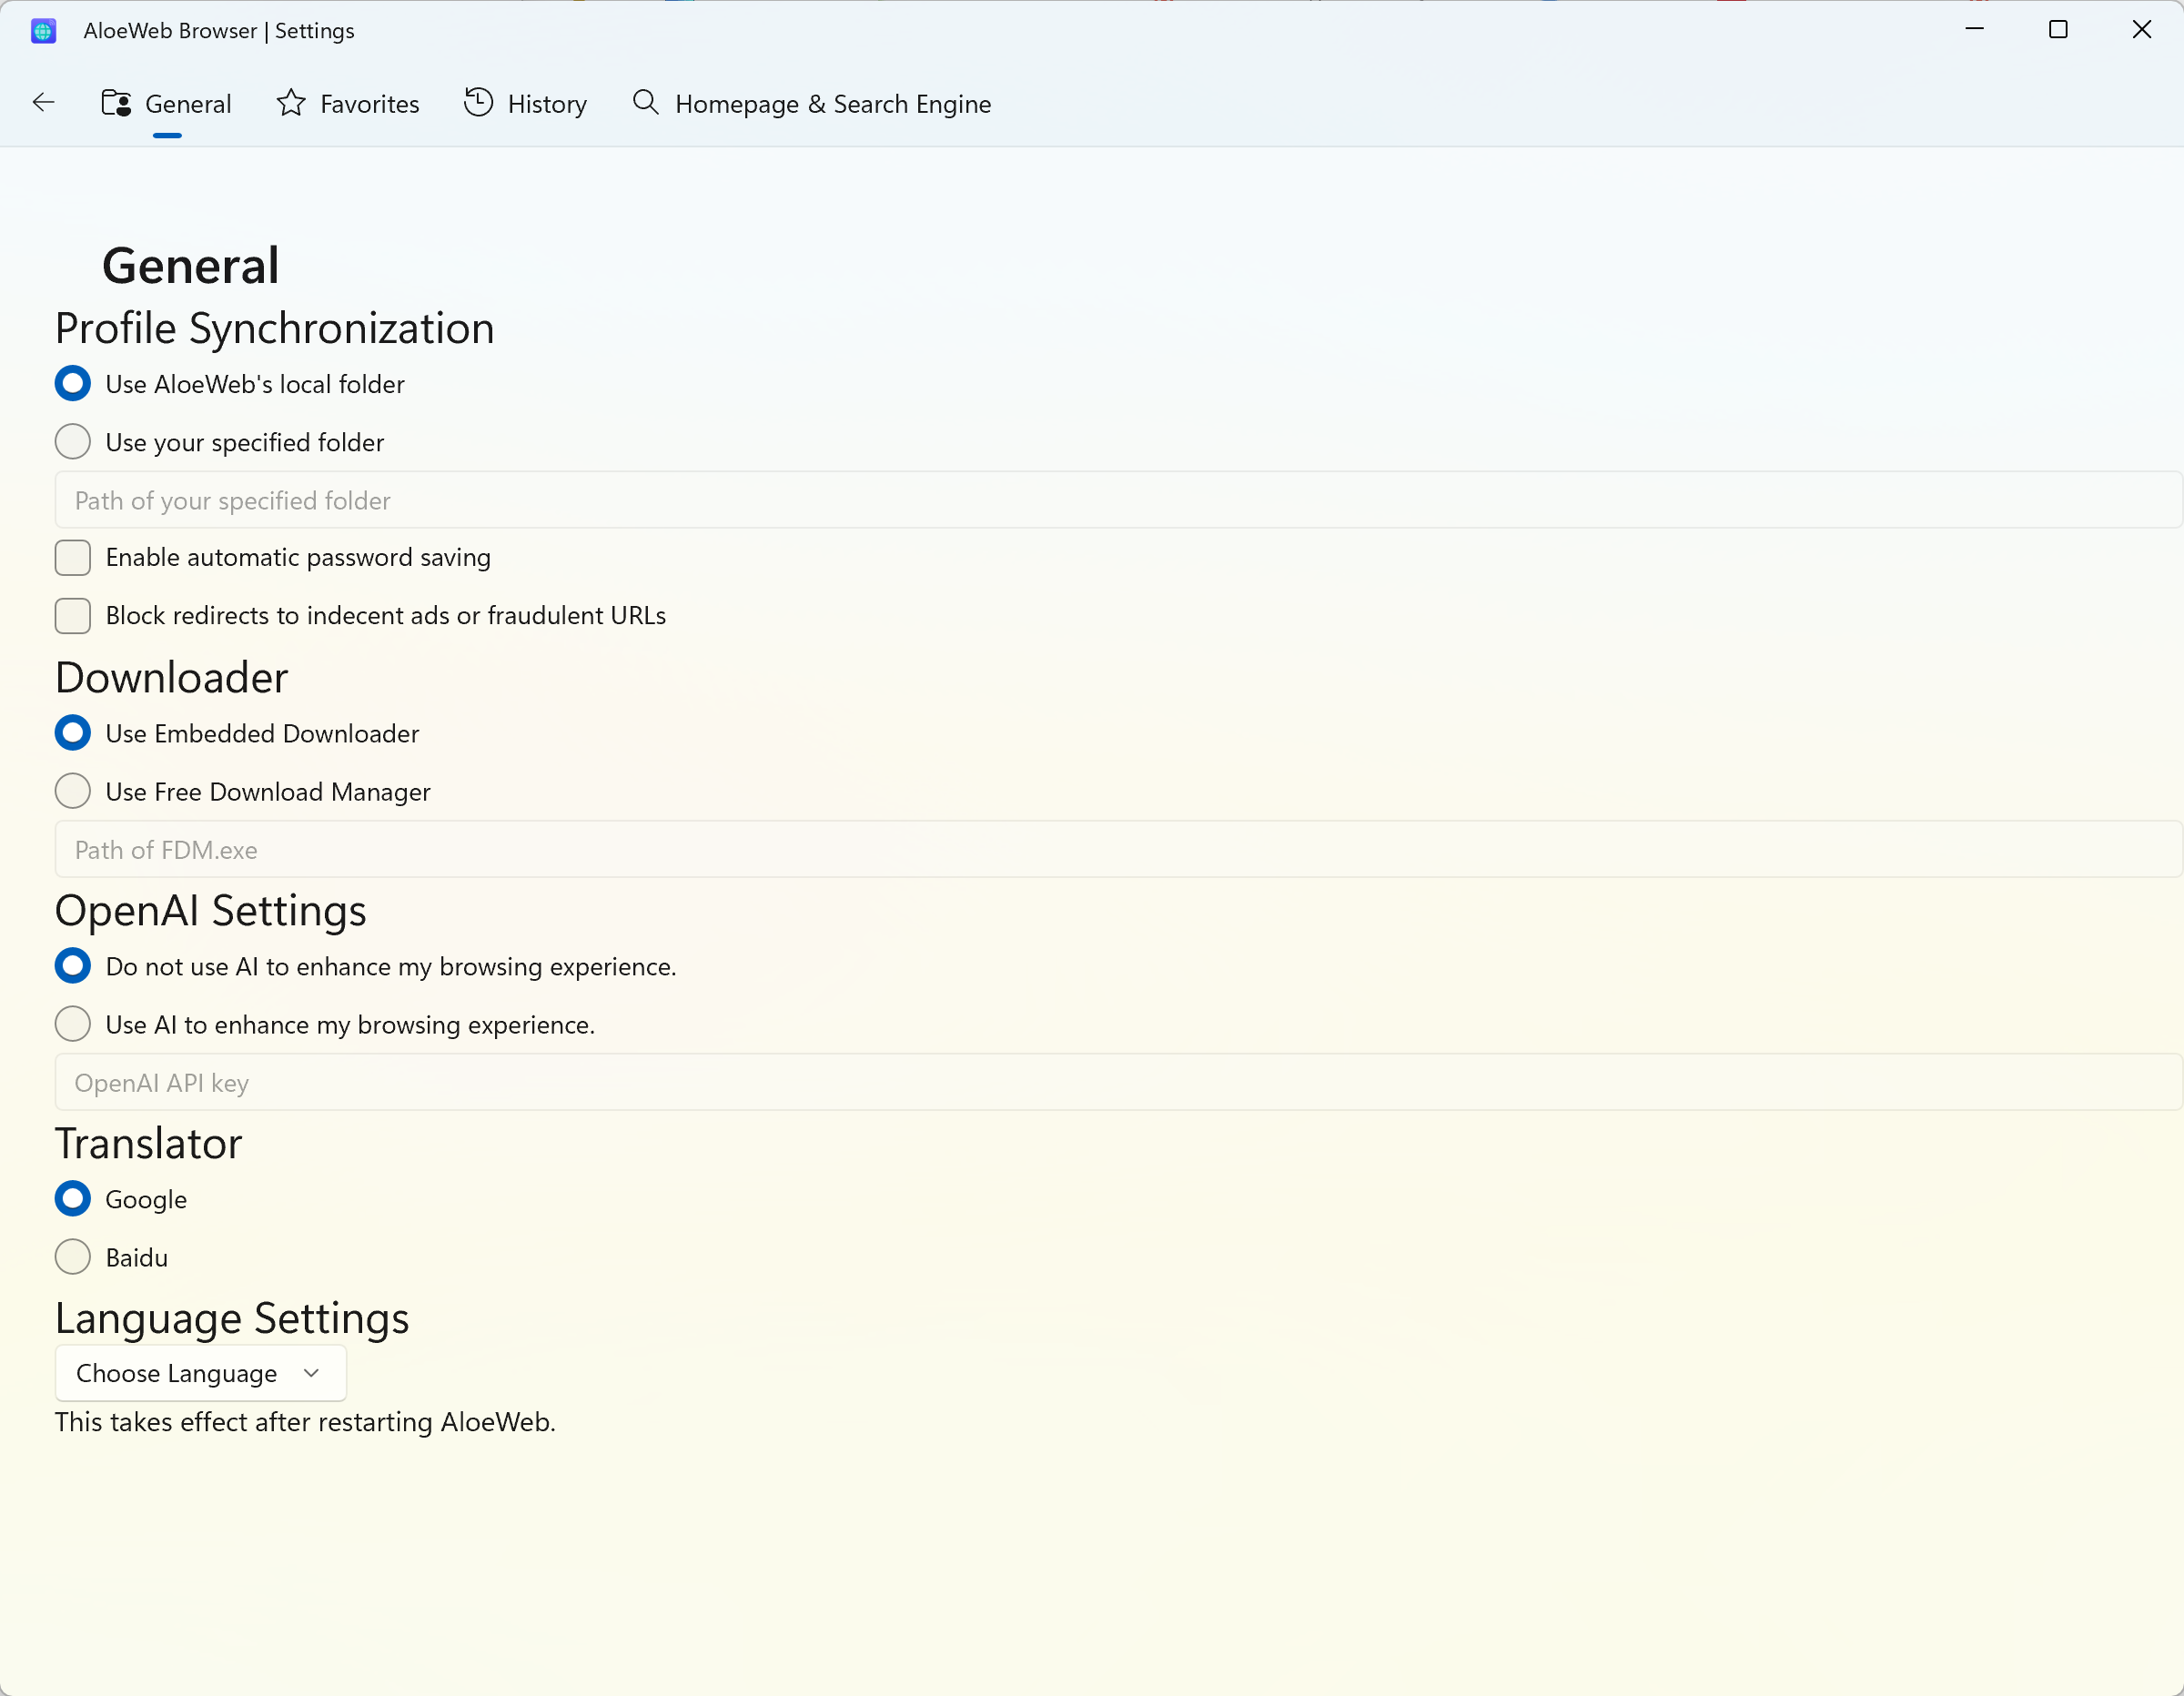 AloeWeb Browser | Settings
General Favorites History Homepage & Search Engine
General
Profile Synchronization
Use AloeWeb's local folder
Use your specified folder
Path of your specified folder
Enable automatic password saving
Block redirects to indecent ads or fraudulent URLs
Downloader
Use Embedded Downloader
Use Free Download Manager
Path of FDM.exe
OpenAI Settings
Do not use AI to enhance my browsing experience.
Use AI to enhance my browsing experience.
OpenAI API key
Translator
Google
Baidu
Language Settings
Choose Language
This takes effect after restarting AloeWeb.